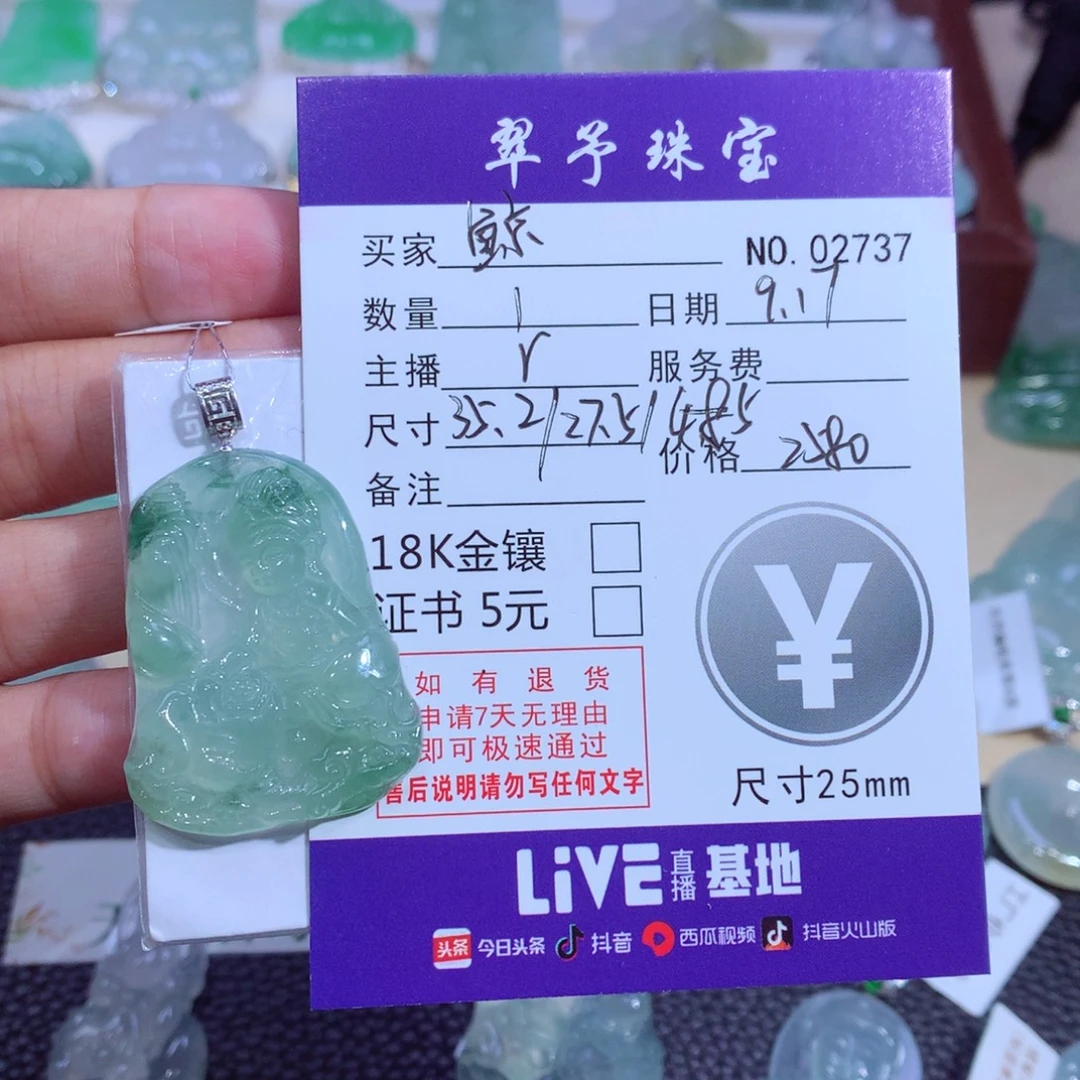 翠予珠宝
买家 NO. 02737
数量 1 日期 9.17
主播 r 服务费
尺寸 35.2/27.5/
价格
备注
18K金镶
证书 5元
如有退货
申请7天无理由
即可极速通过
售后说明请勿写任何文字
¥
尺寸25mm
LiVE直播基地
头条 今日头条 抖音 西瓜视频 抖音火山版